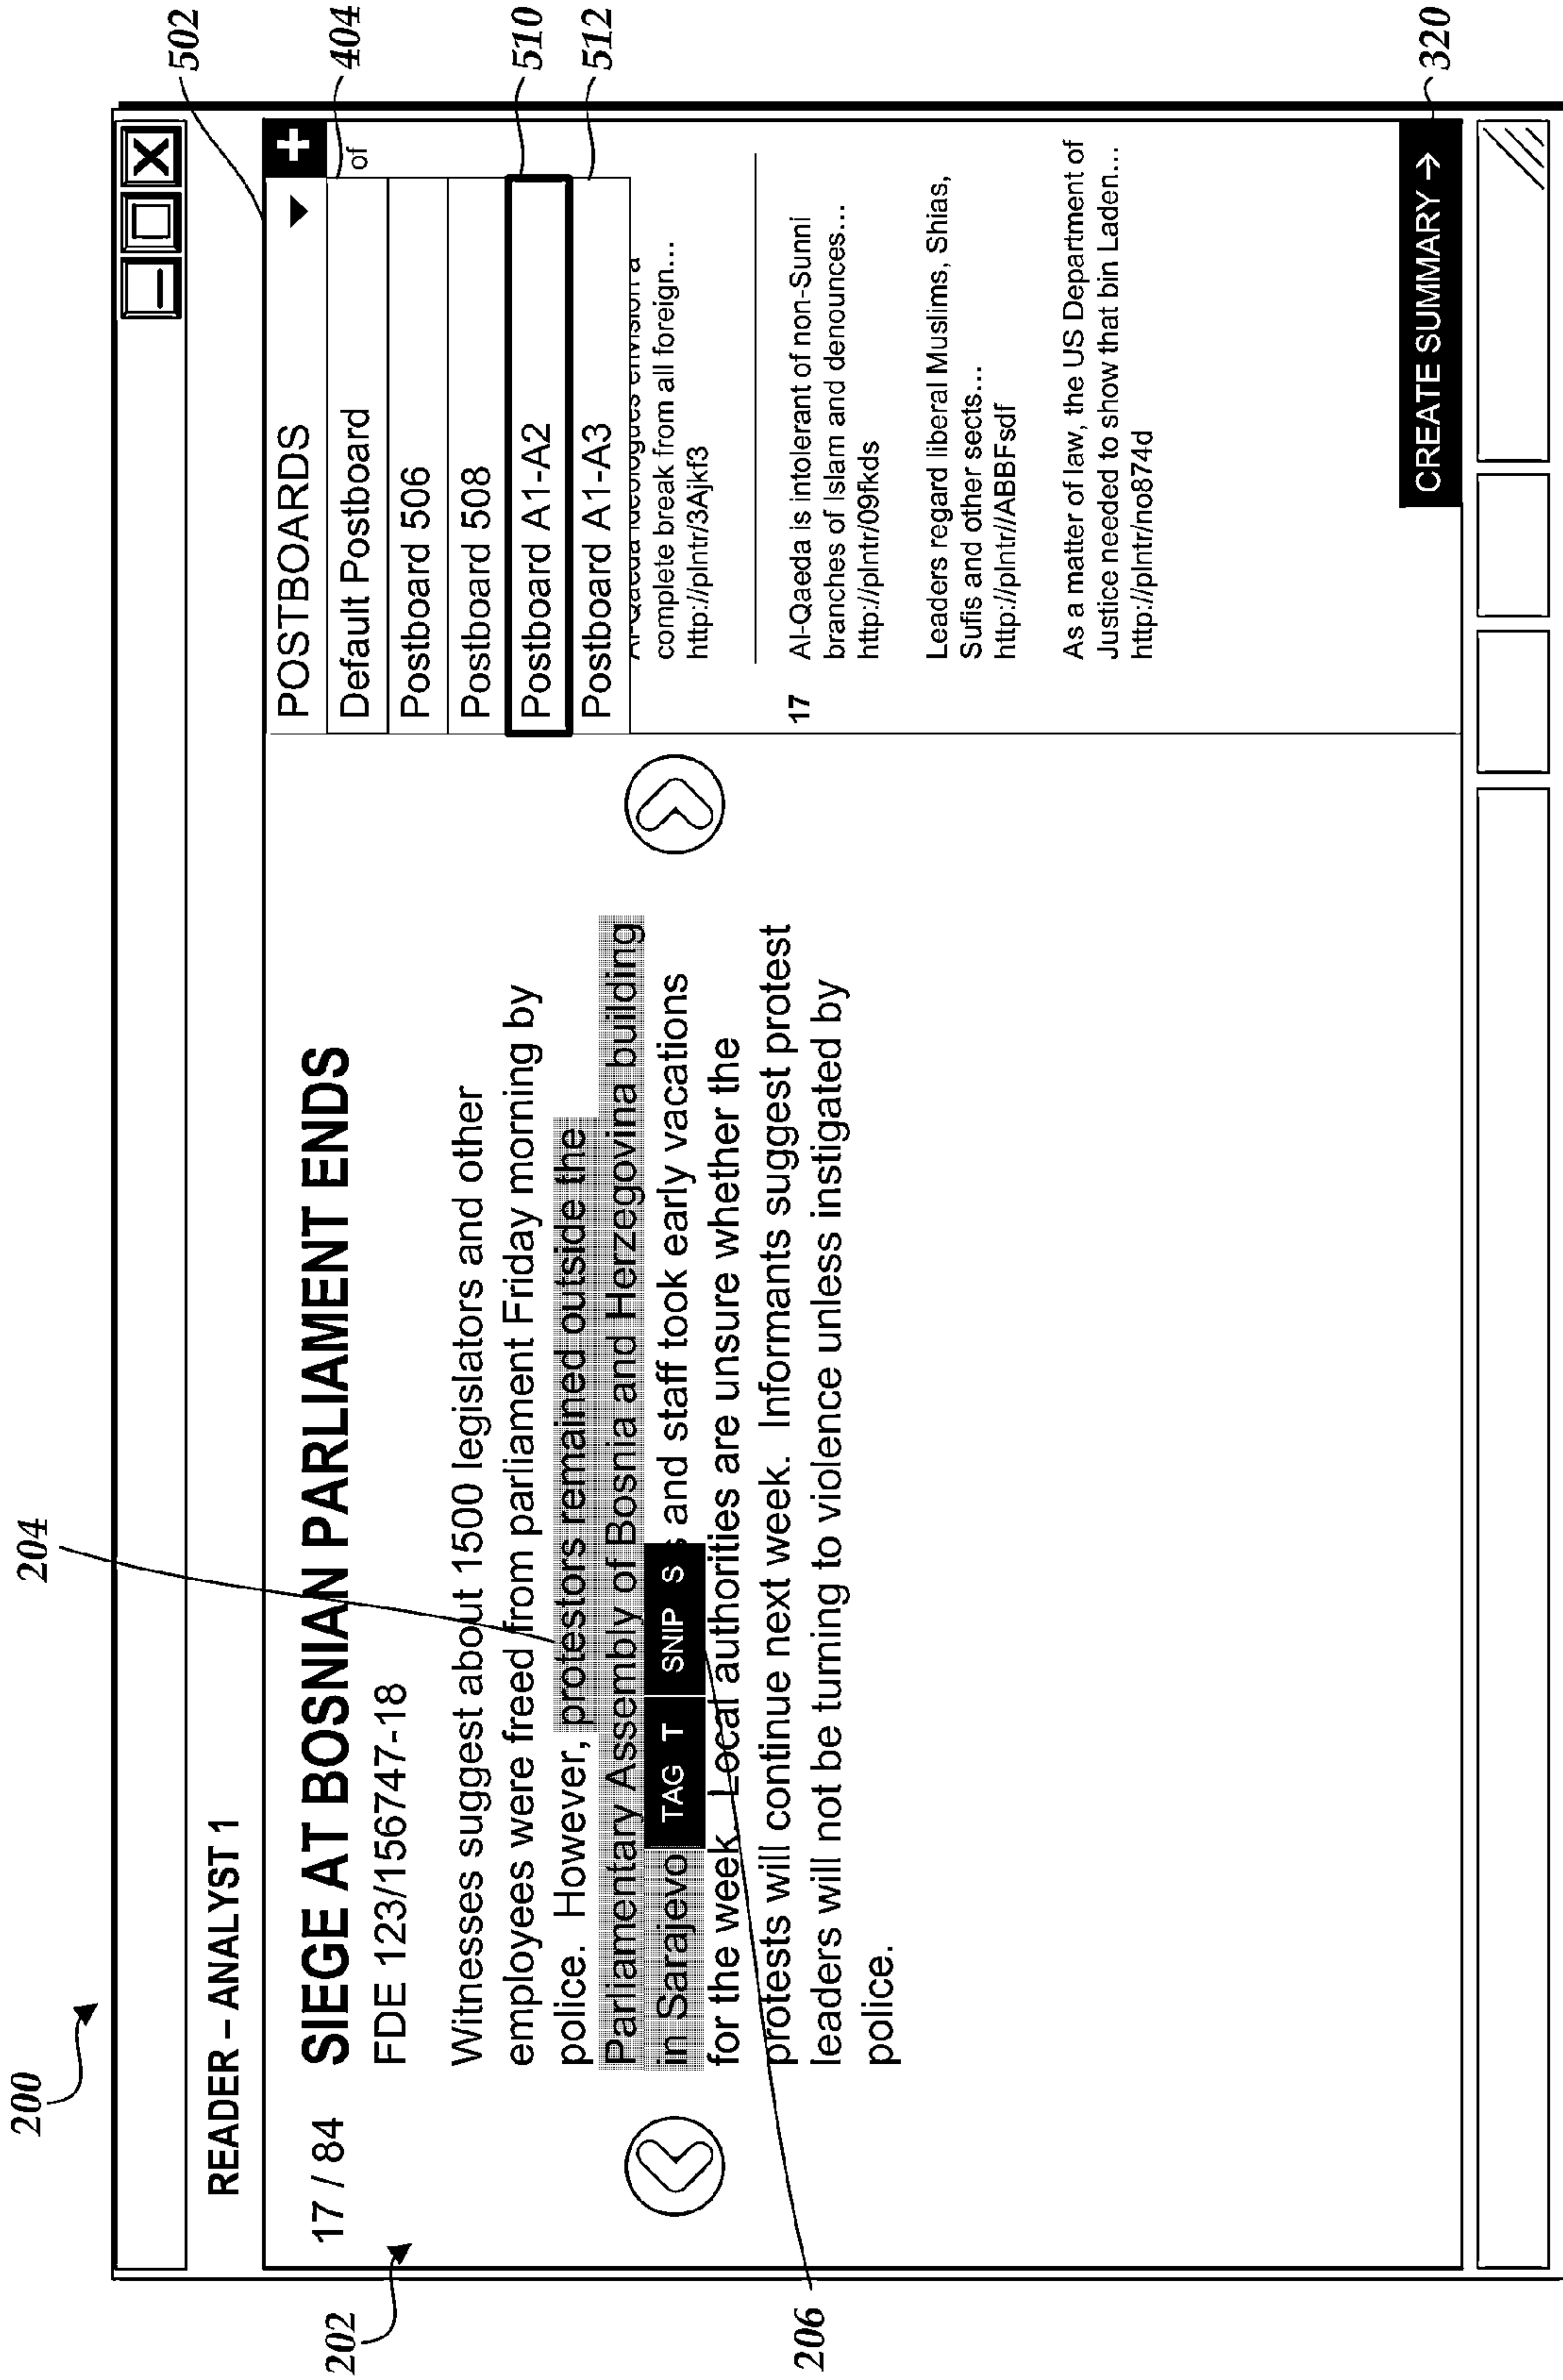 200
204
502
404
510
512
320
202
206
READER – ANALYST 1
17 / 84
SIEGE AT BOSNIAN PARLIAMENT ENDS
FDE 123/156747-18
Witnesses suggest about 1500 legislators and other
employees were freed from parliament Friday morning by
police.  However, protestors remained outside the
Parliamentary Assembly of Bosnia and Herzegovina building
in Sarajevo
TAG T
SNIP S
s and staff took early vacations
for the week.  Local authorities are unsure whether the
protests will continue next week.  Informants suggest protest
leaders will not be turning to violence unless instigated by
police.
POSTBOARDS
+
Default Postboard
of
Postboard 506
Postboard 508
Postboard A1-A2
Postboard A1-A3
Al-Qaeda ideologues envision a
complete break from all foreign...
http://plntr/3Ajkf3
17
Al-Qaeda is intolerant of non-Sunni
branches of Islam and denounces...
http://plntr/09fkds
Leaders regard liberal Muslims, Shias,
Sufis and other sects...
http://plntr//ABBFsdf
As a matter of law, the US Department of
Justice needed to show that bin Laden...
http://plntr/no874d
CREATE SUMMARY →